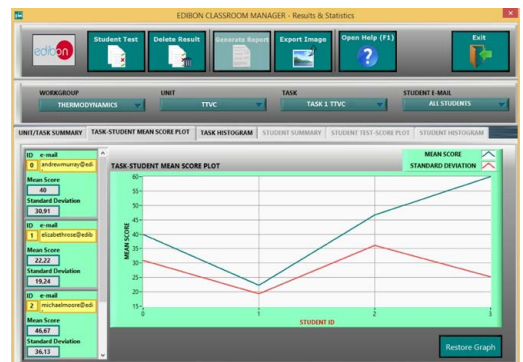 EDIBON CLASSROOM MANAGER - Results & Statistics
edibon
Student Test
Delete Result
Generate Report
Export Image
Open Help (F1)
Exit
WORKGROUP
UNIT
TASK
STUDENT E-MAIL
THERMODYNAMICS
TTVC
TASK 1 TTVC
ALL STUDENTS
UNIT/TASK SUMMARY
TASK-STUDENT MEAN SCORE PLOT
TASK HISTOGRAM
STUDENT SUMMARY
STUDENT TEST-SCORE PLOT
STUDENT HISTOGRAM
ID e-mail
0 andrewmurray@edi
Mean Score
40
Standard Deviation
30,91
ID e-mail
1 elizabethrose@edib
Mean Score
22,22
Standard Deviation
19,24
ID e-mail
2 michaelmoore@edi
Mean Score
46,67
Standard Deviation
36,13
TASK-STUDENT MEAN SCORE PLOT
MEAN SCORE
STANDARD DEVIATION
MEAN SCORE
60
55
50
45
40
35
30
25
20
15
0 1 2 3
STUDENT ID
Restore Graph